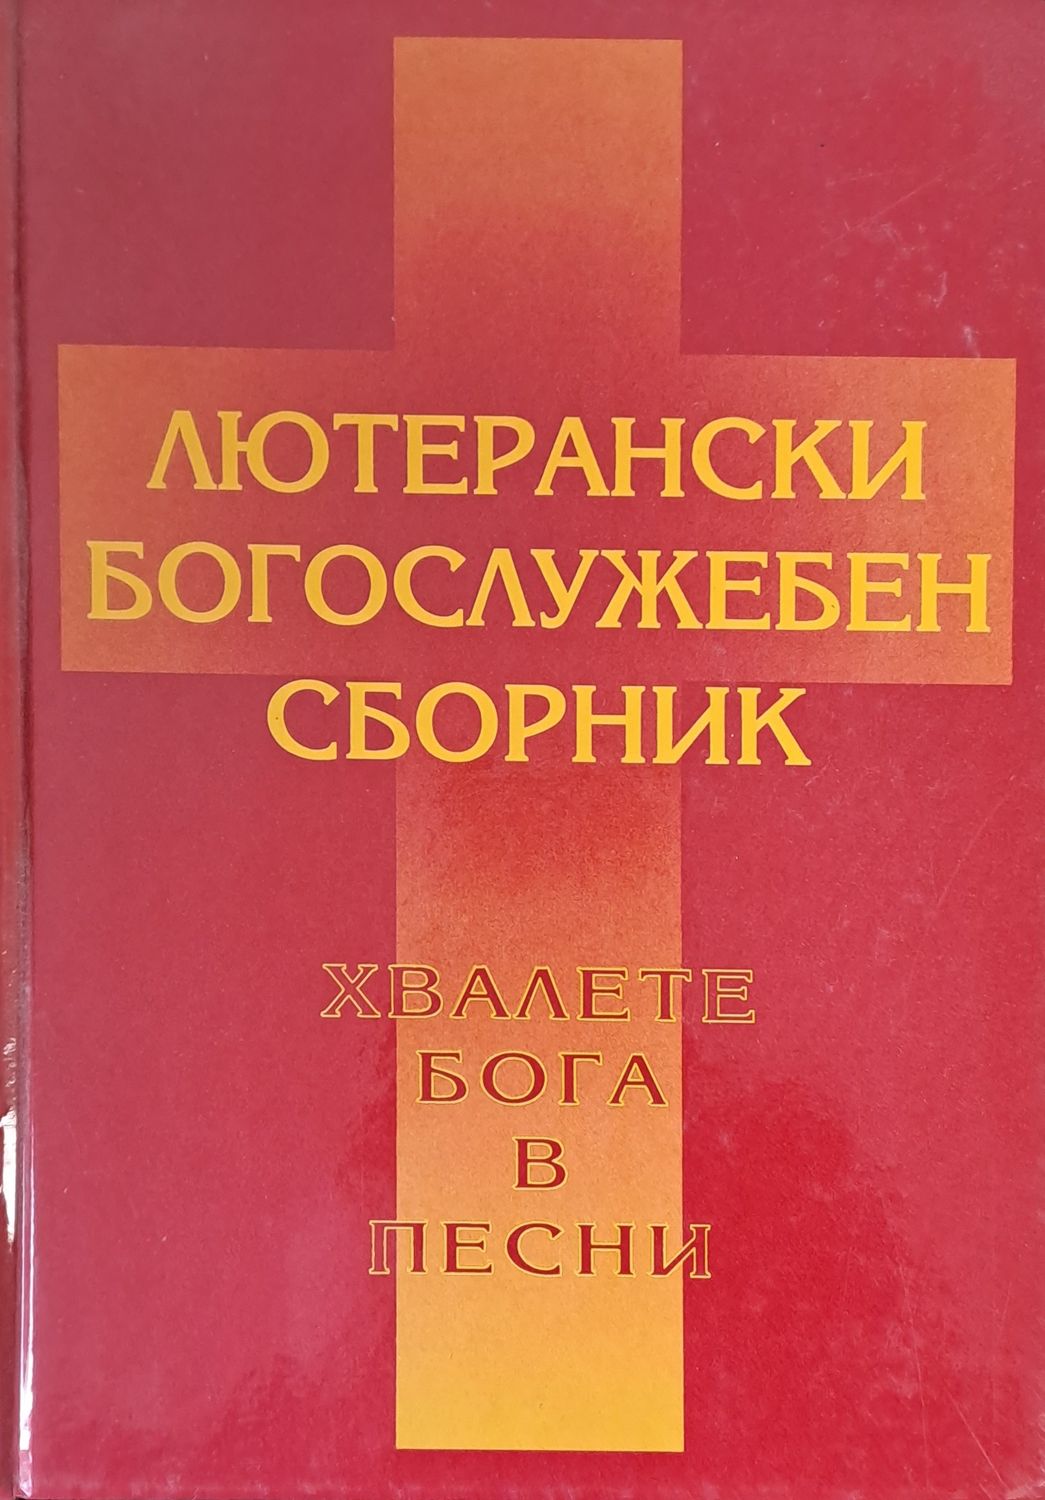 ЛЮТЕРАНСКИ
БОГОСЛУЖЕБЕН
СБОРНИК
ХВАЛЕТЕ
БОГА
В
ПЕСНИ